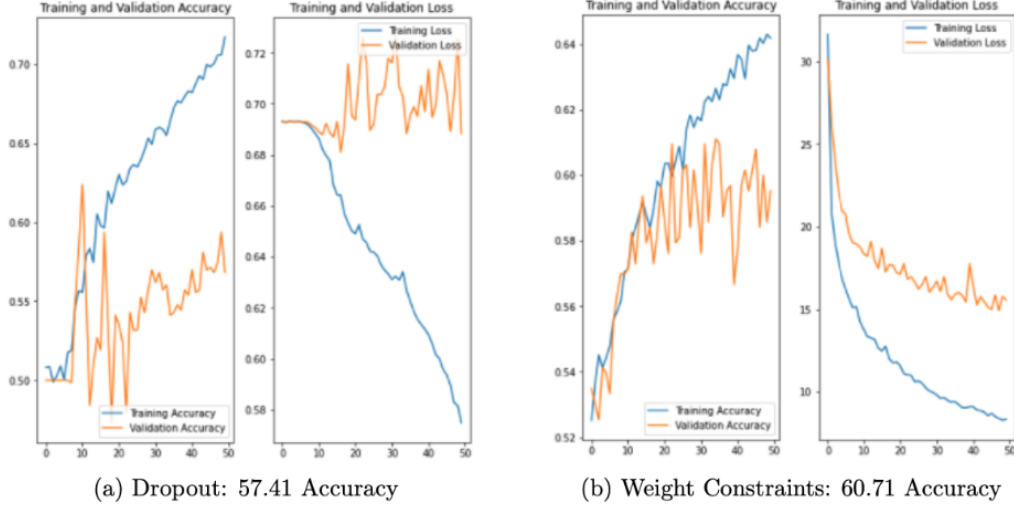 Training and Validation Accuracy
0.70
0.65
0.60
0.55
0.50
Training Accuracy
Validation Accuracy
0 10 20 30 40 50
Training and Validation Loss
Training Loss
Validation Loss
0.72
0.70
0.68
0.66
0.64
0.62
0.60
0.58
0 10 20 30 40 50
(a) Dropout: 57.41 Accuracy
Training and Validation Accuracy
0.64
0.62
0.60
0.58
0.56
0.54
0.52
Training Accuracy
Validation Accuracy
0 10 20 30 40 50
Training and Validation Loss
Training Loss
Validation Loss
30
25
20
15
10
0 10 20 30 40 50
(b) Weight Constraints: 60.71 Accuracy